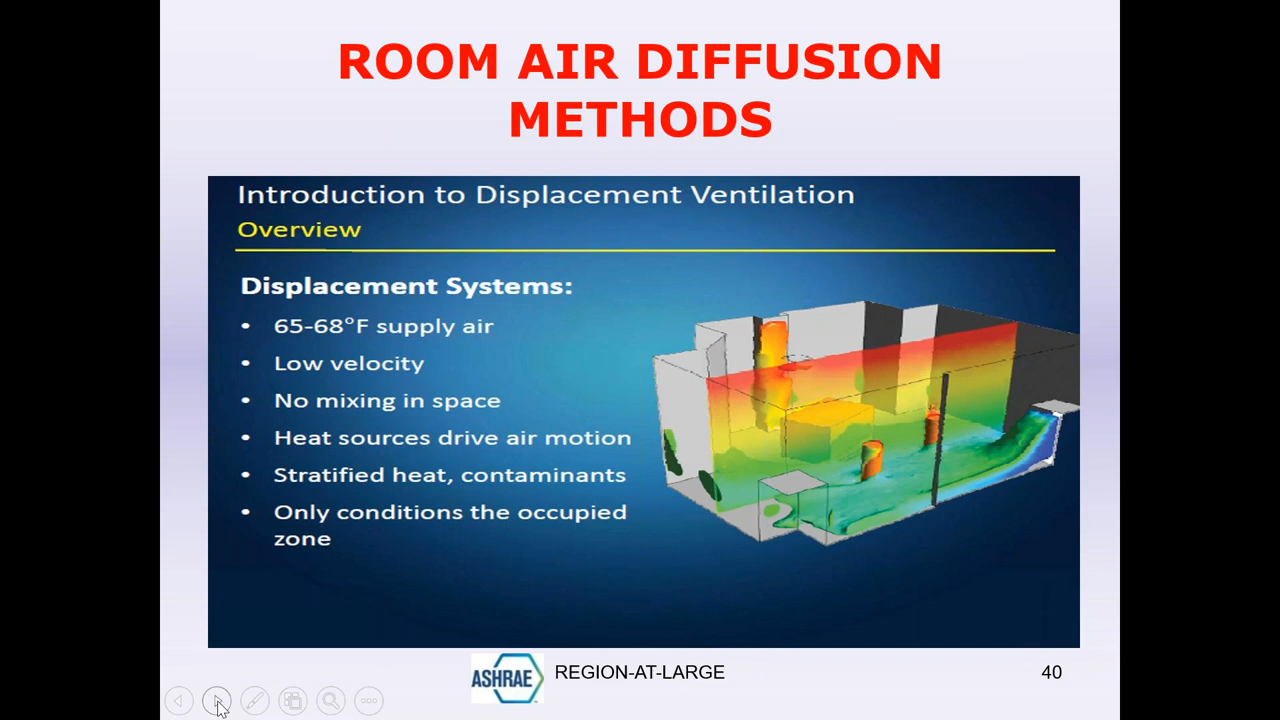 ROOM AIR DIFFUSION
METHODS
Introduction to Displacement Ventilation
Overview
Displacement Systems:
• 65-68°F supply air
• Low velocity
• No mixing in space
• Heat sources drive air motion
• Stratified heat, contaminants
• Only conditions the occupied
zone
ASHRAE
REGION-AT-LARGE
40